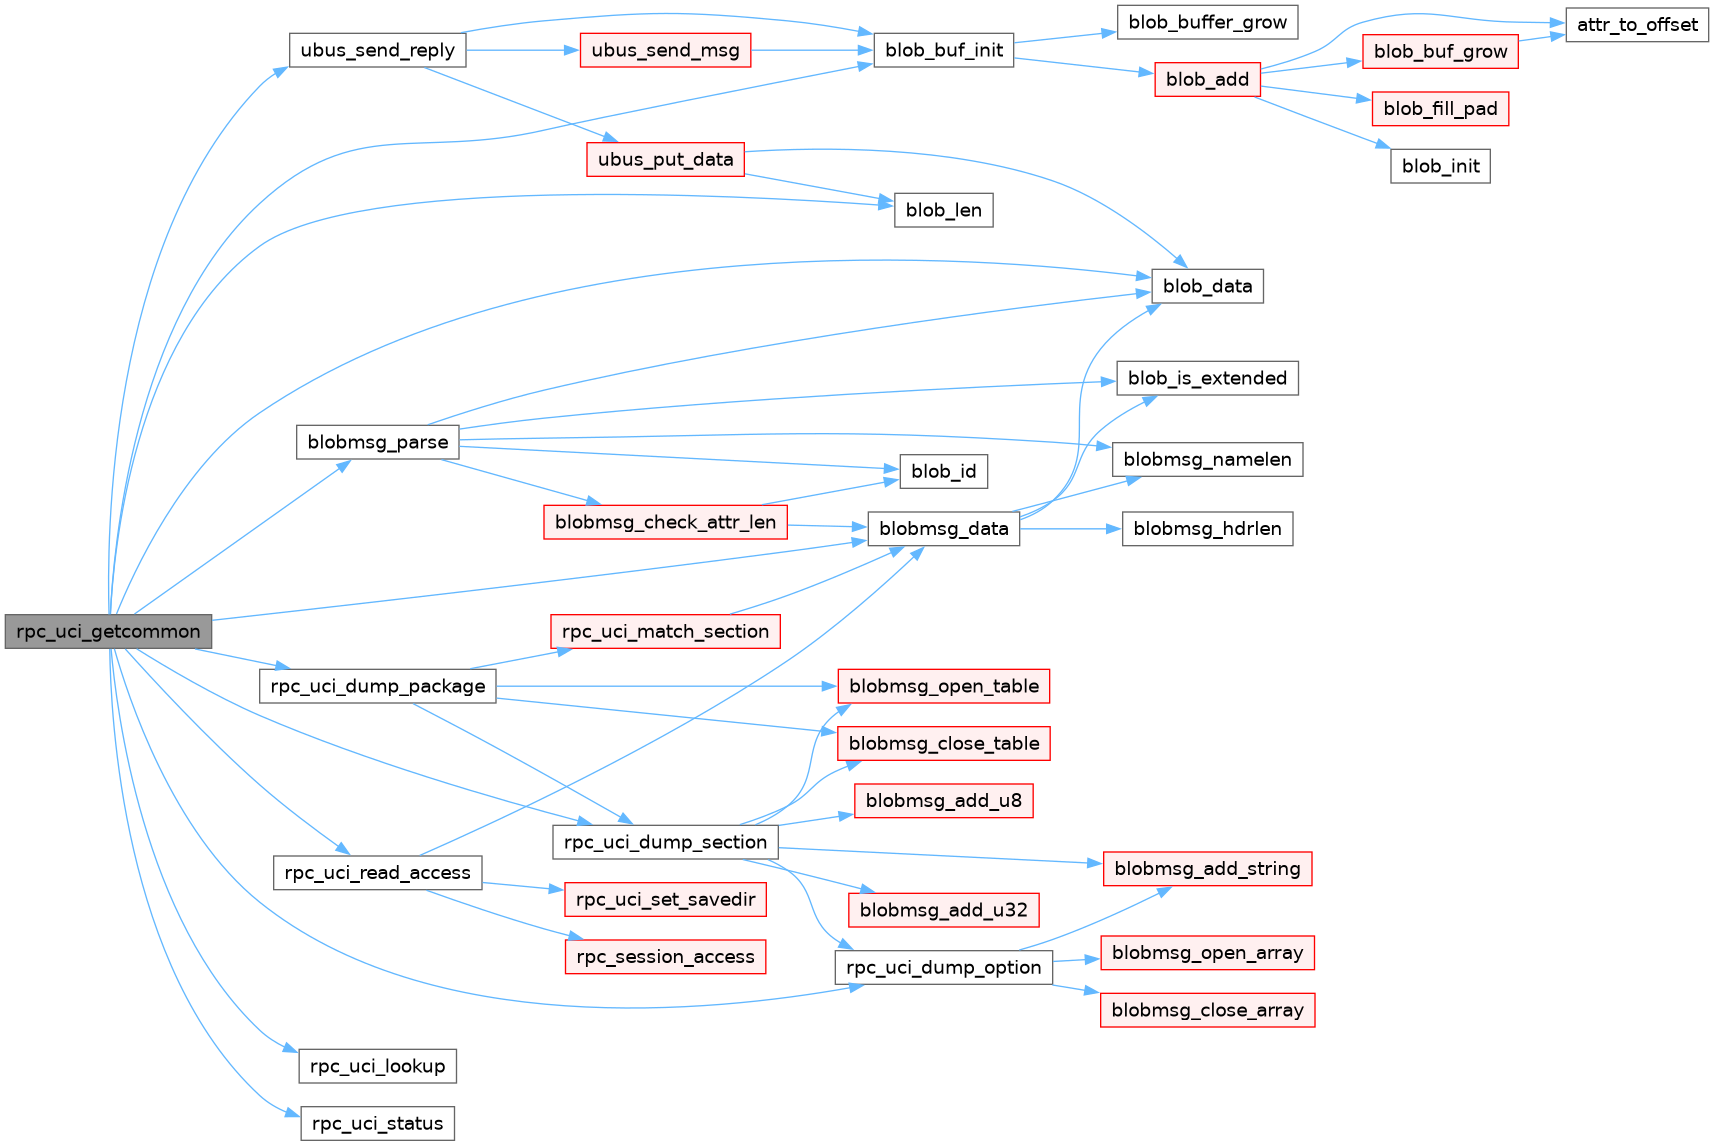 blob_buffer_grow
attr_to_offset
ubus_send_reply
ubus_send_msg
blob_buf_init
blob_buf_grow
blob_add
blob_fill_pad
ubus_put_data
blob_init
blob_len
blob_data
blob_is_extended
blobmsg_parse
blobmsg_namelen
blob_id
blobmsg_check_attr_len
blobmsg_data
blobmsg_hdrlen
rpc_uci_getcommon
rpc_uci_match_section
rpc_uci_dump_package
blobmsg_open_table
blobmsg_close_table
blobmsg_add_u8
rpc_uci_dump_section
rpc_uci_read_access
blobmsg_add_string
rpc_uci_set_savedir
blobmsg_add_u32
rpc_session_access
rpc_uci_dump_option
blobmsg_open_array
blobmsg_close_array
rpc_uci_lookup
rpc_uci_status